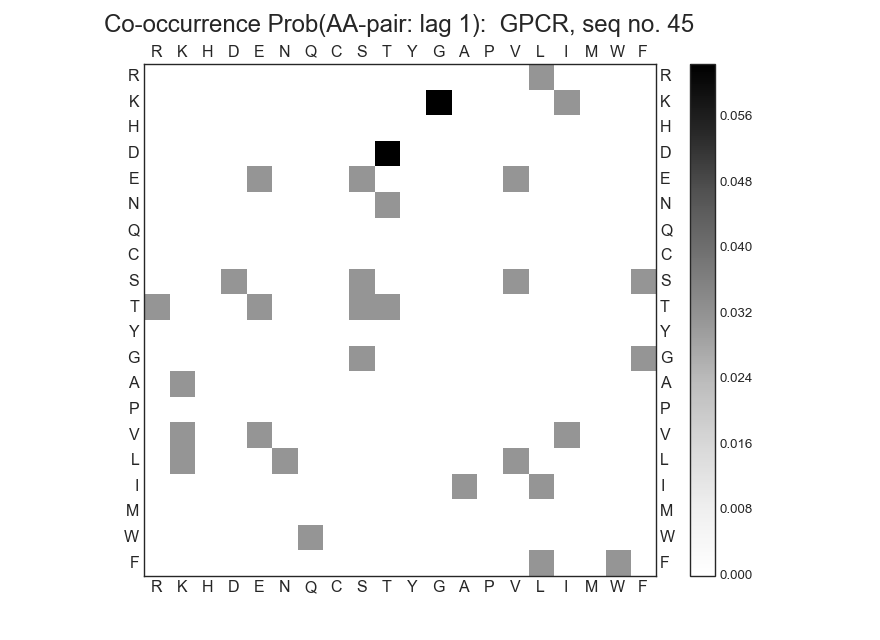 Co-occurrence Prob(AA-pair: lag 1):  GPCR, seq no. 45
R K H D E N Q C S T Y G A P V L I M W F
R R
K K
0.056
H H
D D
E E
0.048
N N
Q Q
0.040
C C
S S
T T
0.032
Y Y
G G
0.024
A A
P P
V V
0.016
L L
I I
0.008
M M
W W
F F
0.000
R K H D E N Q C S T Y G A P V L I M W F